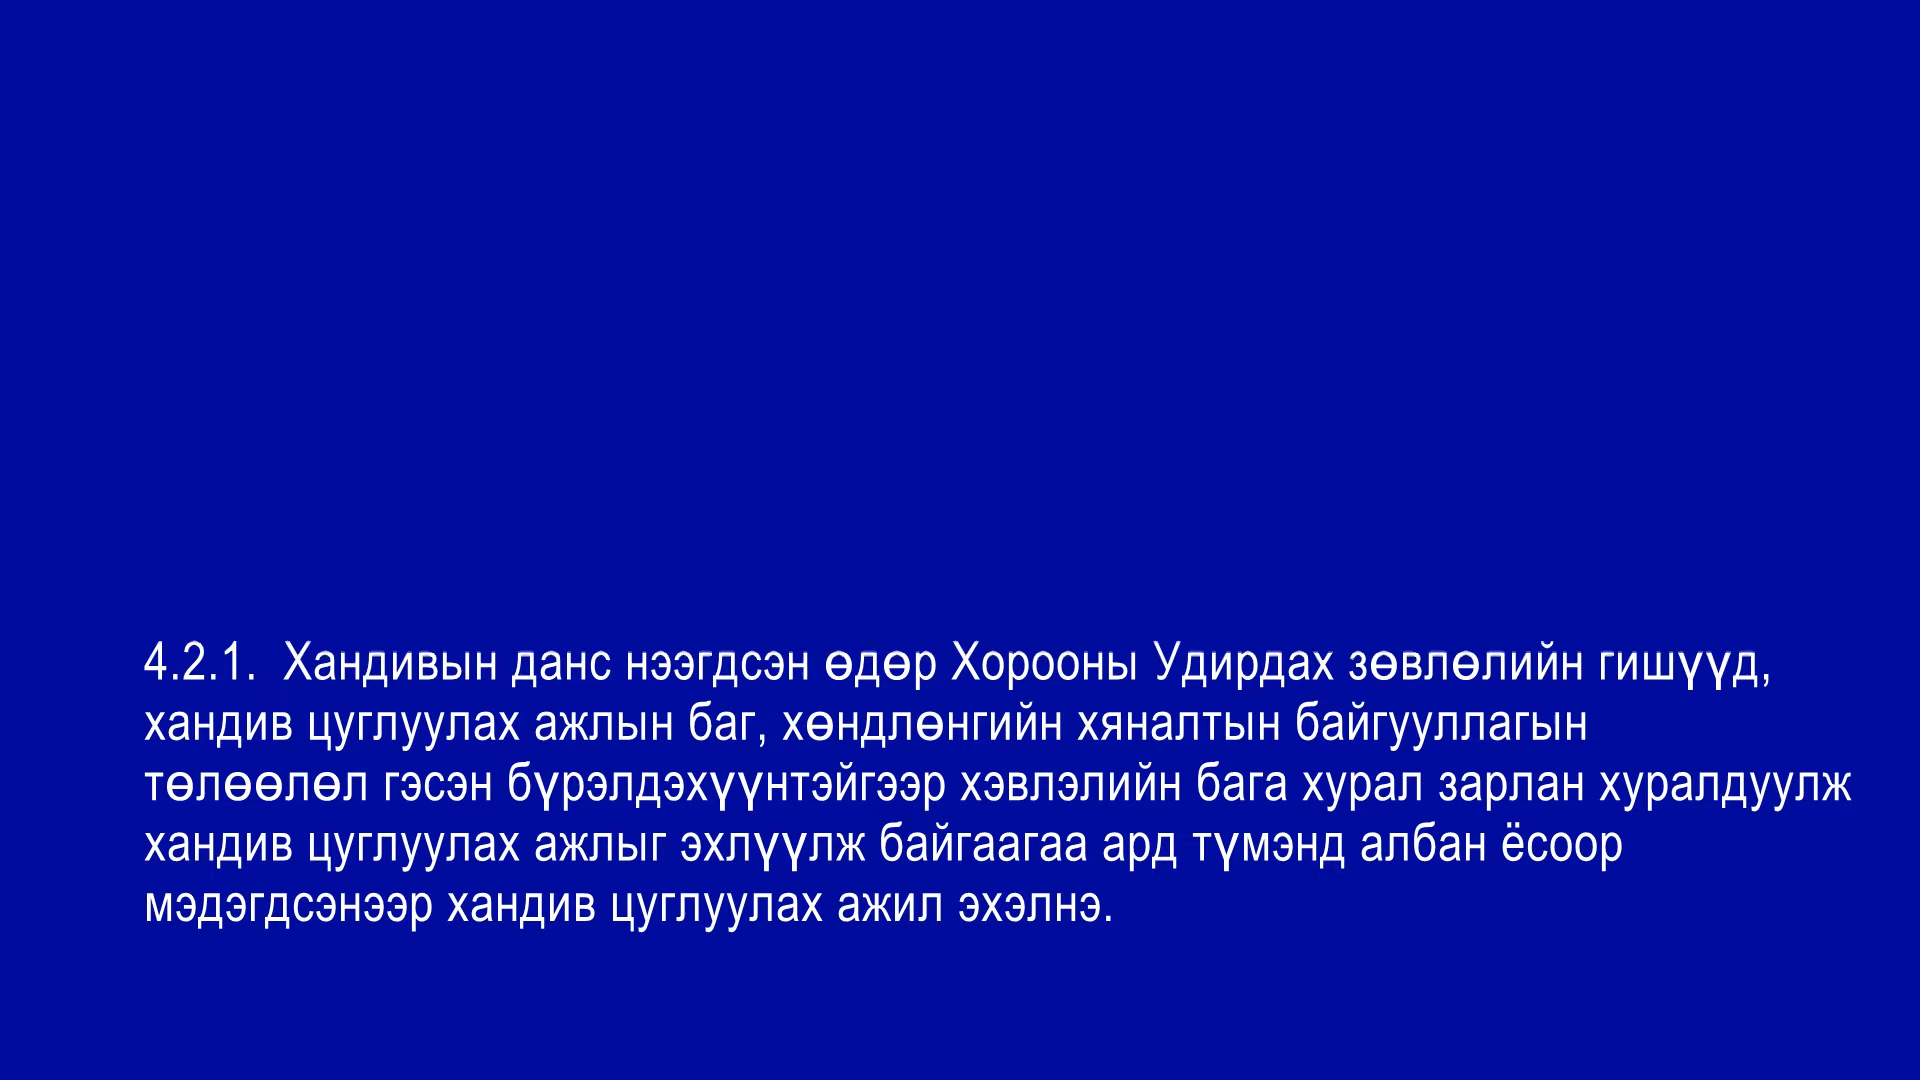 4.2.1.  Хандивын данс нээгдсэн өдөр Хорооны Удирдах зөвлөлийн гишүүд,
хандив цуглуулах ажлын баг, хөндлөнгийн хяналтын байгууллагын
төлөөлөл гэсэн бүрэлдэхүүнтэйгээр хэвлэлийн бага хурал зарлан хуралдуулж
хандив цуглуулах ажлыг эхлүүлж байгаагаа ард түмэнд албан ёсоор
мэдэгдсэнээр хандив цуглуулах ажил эхэлнэ.